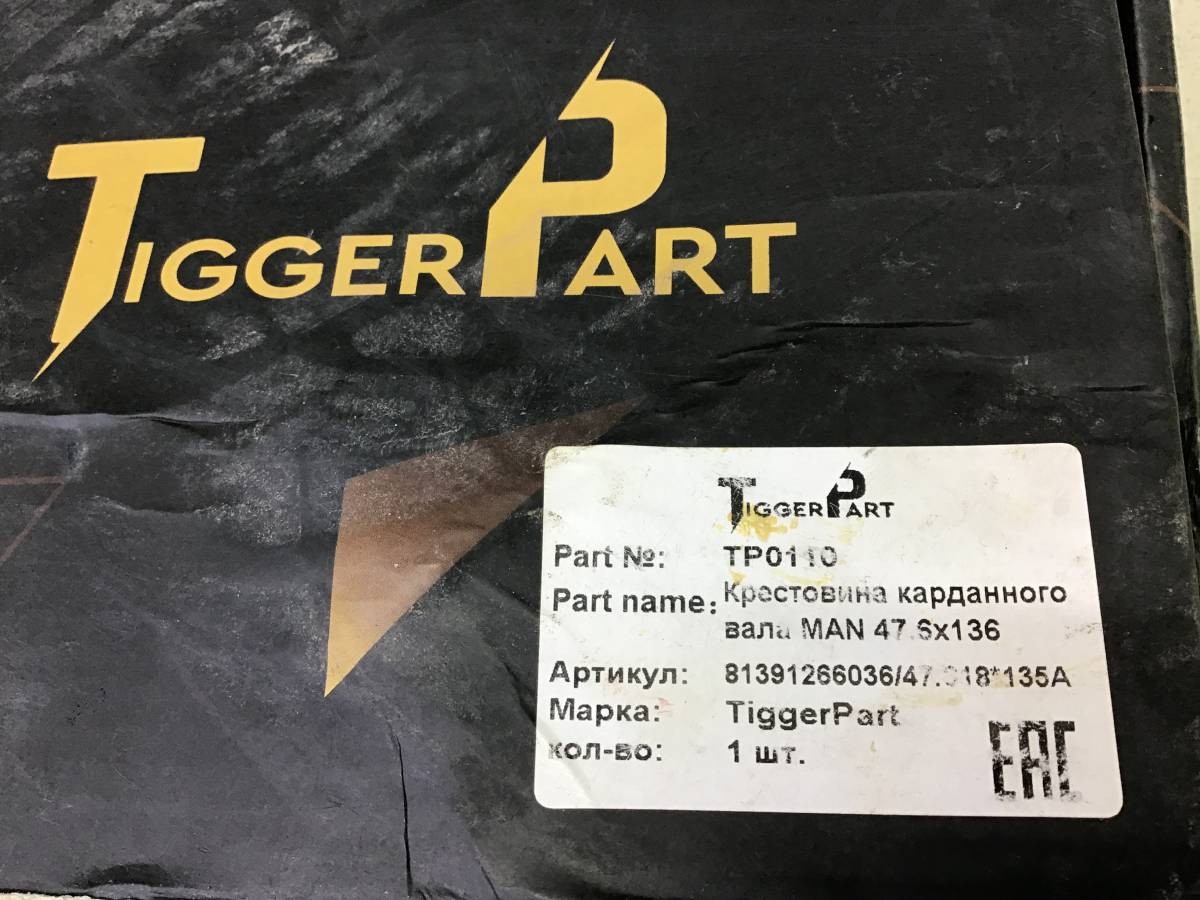 TIGGERPART
TIGGERPART
Part №: TP0110
Part name: Крестовина карданного
вала MAN 47.6x136
Артикул: 81391266036/47.618*135A
Марка: TiggerPart
кол-во: 1 шт.
EAC